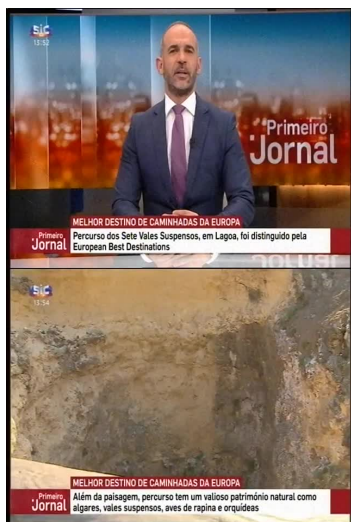 SIC
13:52
Primeiro
Jornal
MELHOR DESTINO DE CAMINHADAS DA EUROPA
Primeiro
Jornal
Percurso dos Sete Vales Suspensos, em Lagoa, foi distinguido pela
European Best Destinations
SIC
13:54
MELHOR DESTINO DE CAMINHADAS DA EUROPA
Primeiro
Jornal
Além da paisagem, percurso tem um valioso património natural como
algares, vales suspensos, aves de rapina e orquídeas